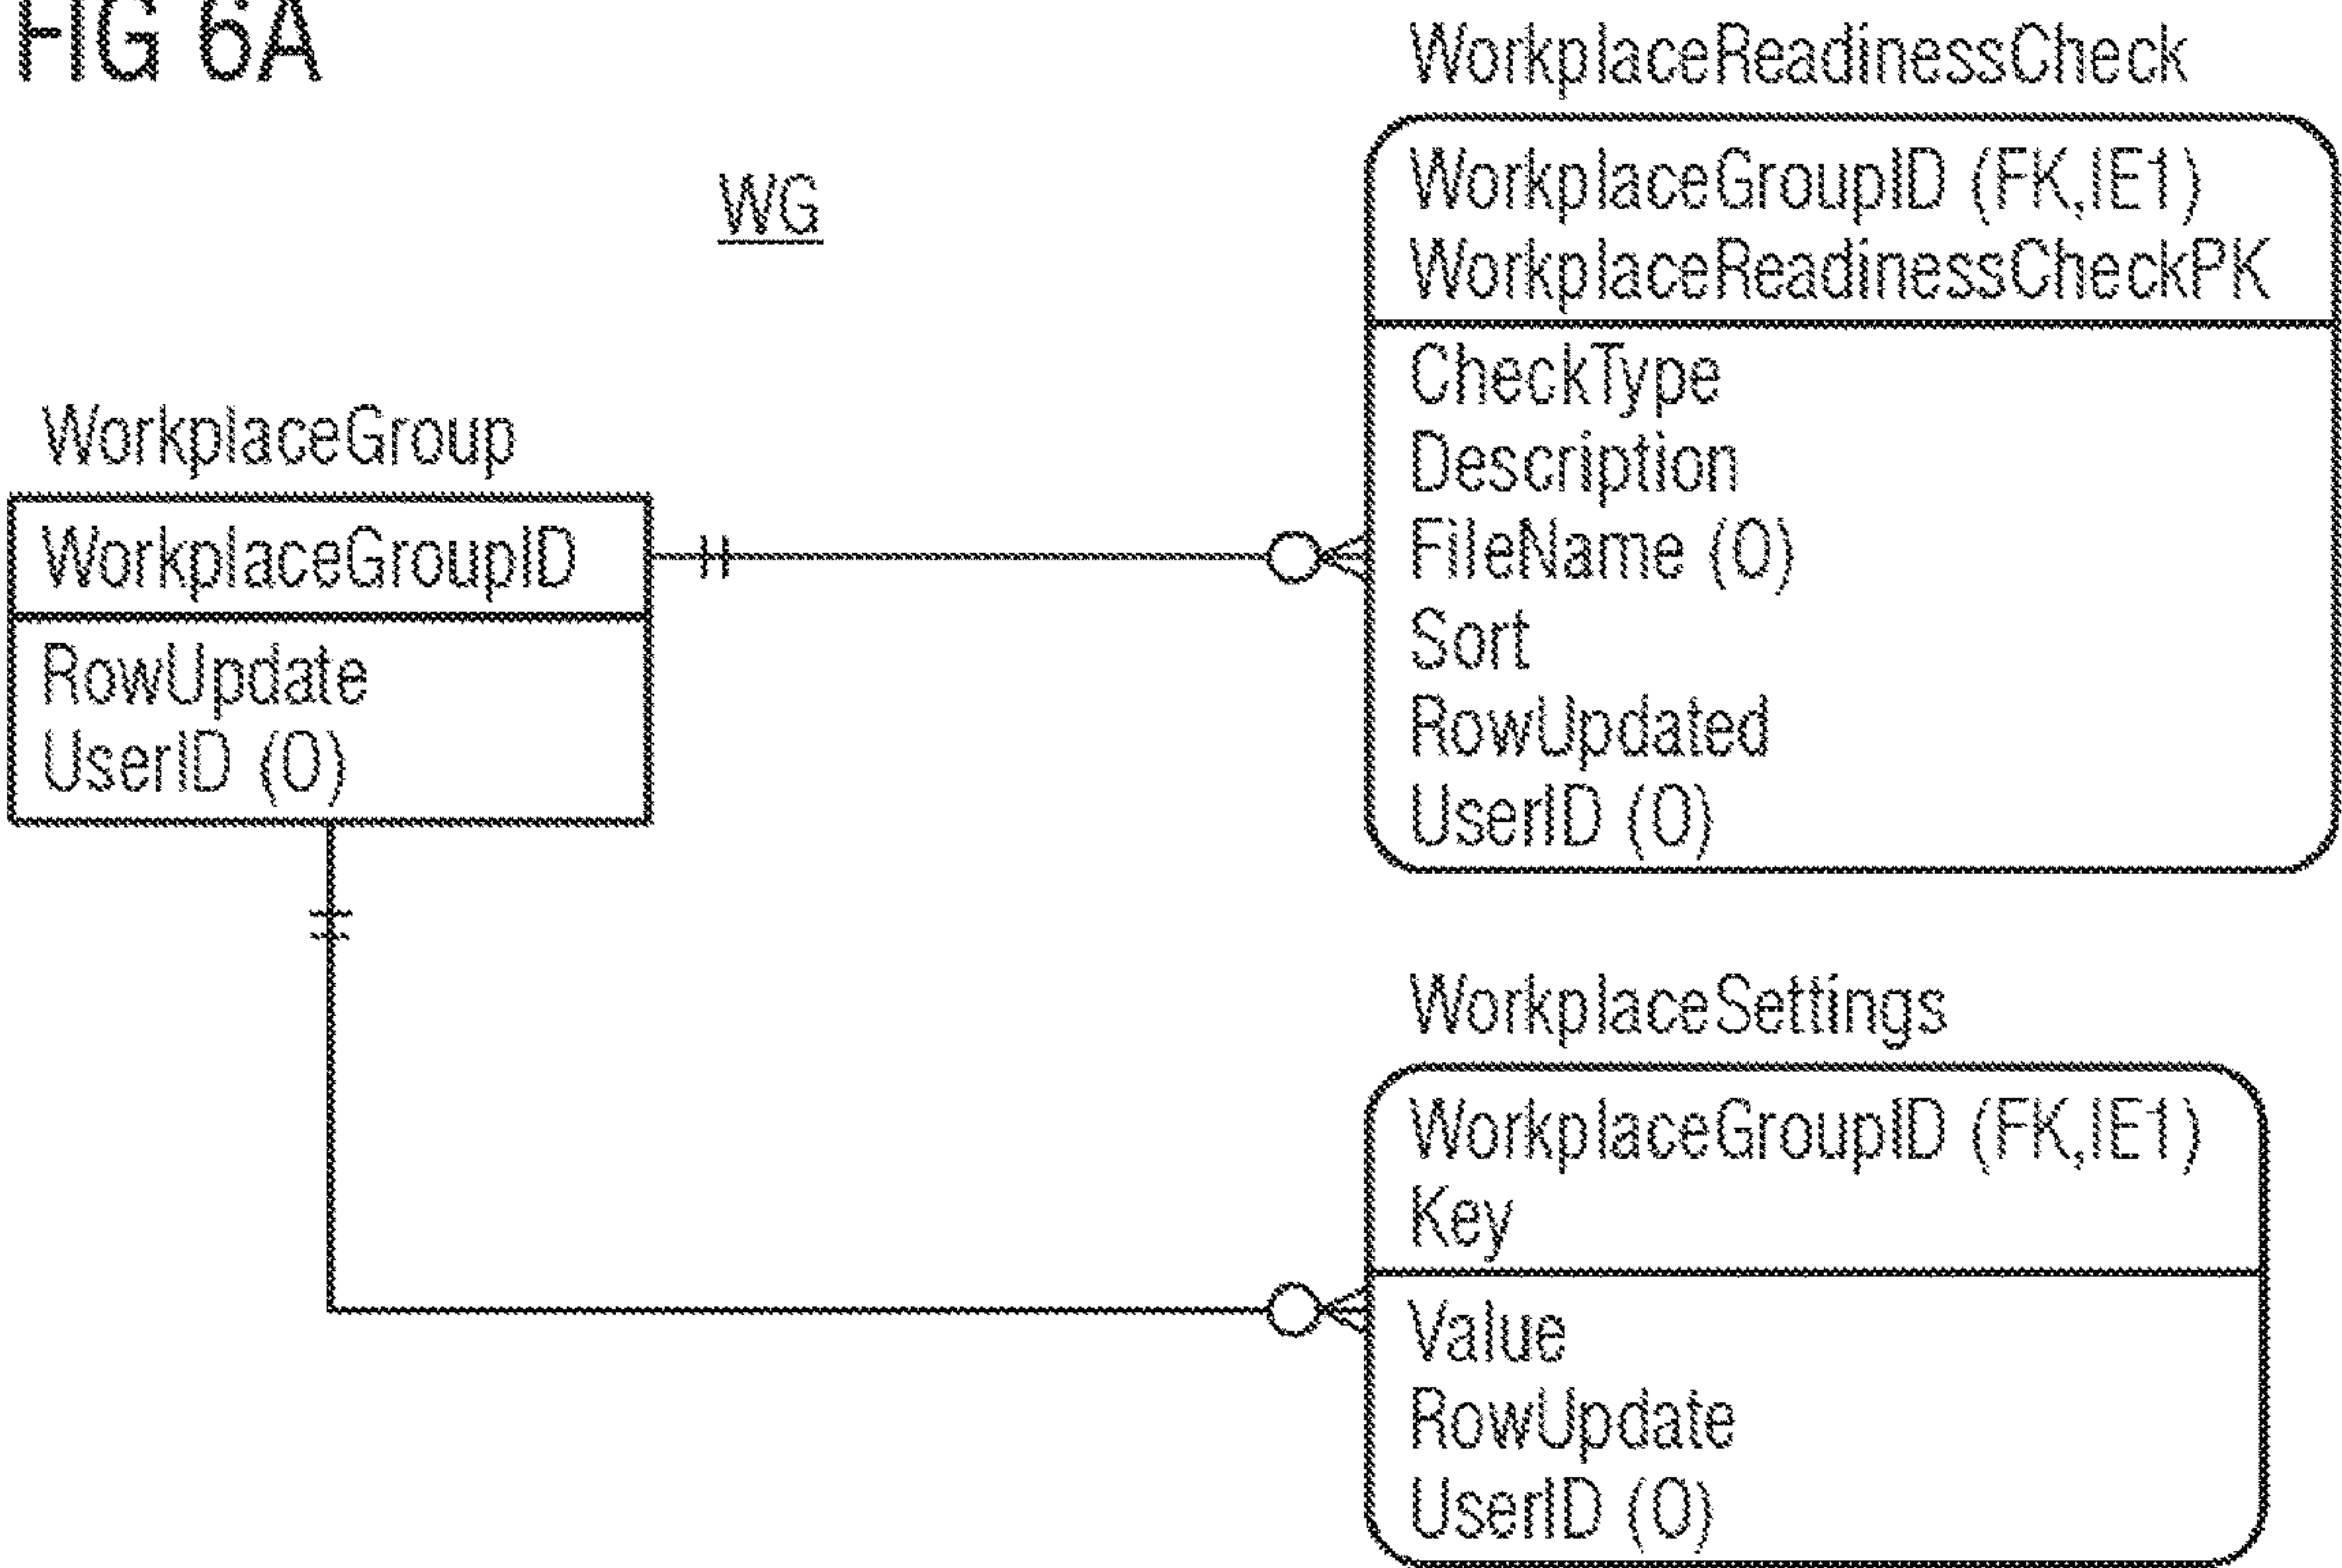 FIG 6A
WG
WorkplaceGroup
WorkplaceGroupID
RowUpdate
UserID (O)
WorkplaceReadinessCheck
WorkplaceGroupID (FK,IE1)
WorkplaceReadinessCheckPK
CheckType
Description
FileName (O)
Sort
RowUpdated
UserID (O)
WorkplaceSettings
WorkplaceGroupID (FK,IE1)
Key
Value
RowUpdate
UserID (O)